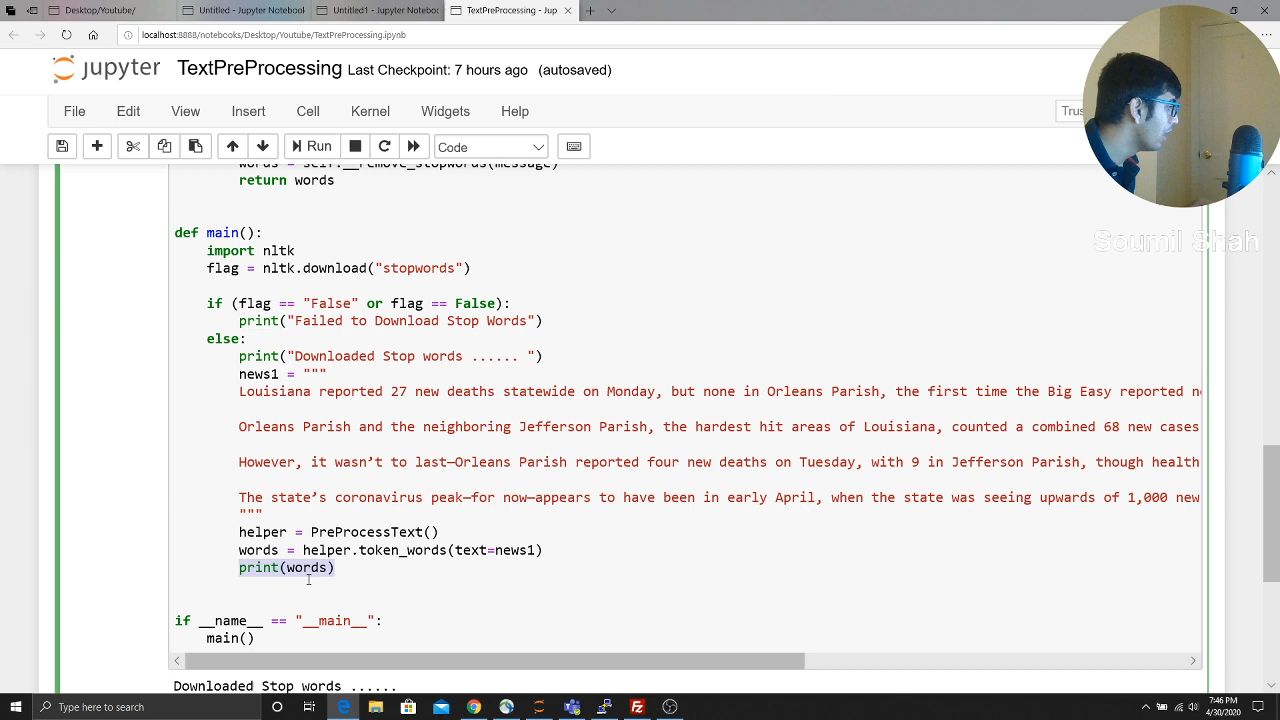 Desktop/Youtube/
Untitled - Jupyter Notebook
Untitled1 - Jupyter Notebook
TextPreProcessing - Jup
localhost:8888/notebooks/Desktop/Youtube/TextPreProcessing.ipynb
jupyter TextPreProcessing Last Checkpoint: 7 hours ago (autosaved)
File Edit View Insert Cell Kernel Widgets Help Trus
Run Code
words = self.__remove_stopwords(message)
return words
Soumil Shah
def main():
import nltk
flag = nltk.download("stopwords")
if (flag == "False" or flag == False):
print("Failed to Download Stop Words")
else:
print("Downloaded Stop words ...... ")
news1 = """
Louisiana reported 27 new deaths statewide on Monday, but none in Orleans Parish, the first time the Big Easy reported n
Orleans Parish and the neighboring Jefferson Parish, the hardest hit areas of Louisiana, counted a combined 68 new cases
However, it wasn’t to last—Orleans Parish reported four new deaths on Tuesday, with 9 in Jefferson Parish, though health
The state’s coronavirus peak—for now—appears to have been in early April, when the state was seeing upwards of 1,000 new
"""
helper = PreProcessText()
words = helper.token_words(text=news1)
print(words)
if __name__ == "__main__":
main()
Downloaded Stop words ......
Type here to search
7:46 PM
4/30/2020